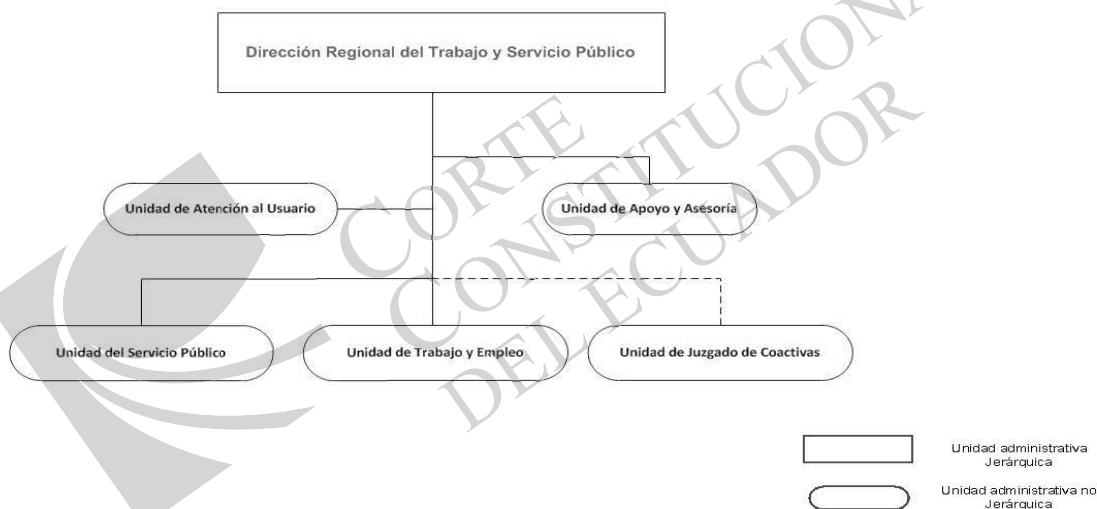 Dirección Regional del Trabajo y Servicio Público
Unidad de Atención al Usuario
Unidad de Apoyo y Asesoría
Unidad del Servicio Público
Unidad de Trabajo y Empleo
Unidad de Juzgado de Coactivas
CORTE
CONSTITUCIONA
DEL ECUADOR
Unidad administrativa
Jerárquica
Unidad administrativa no
Jerárquica